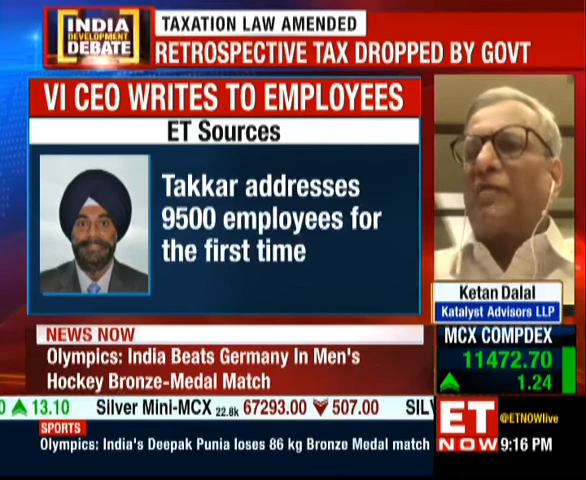 INDIA
DEVELOPMENT
DEBATE
TAXATION LAW AMENDED
RETROSPECTIVE TAX DROPPED BY GOVT
VI CEO WRITES TO EMPLOYEES
ET Sources
Takkar addresses
9500 employees for
the first time
Ketan Dalal
Katalyst Advisors LLP
NEWS NOW
Olympics: India Beats Germany In Men's
Hockey Bronze-Medal Match
MCX COMPDEX
11472.70
1.24
0 13.10 Silver Mini-MCX 22.8k 67293.00 507.00 SIL
SPORTS
Olympics: India's Deepak Punia loses 86 kg Bronze Medal match
ET
NOW
@ETNOWlive
9:16 PM